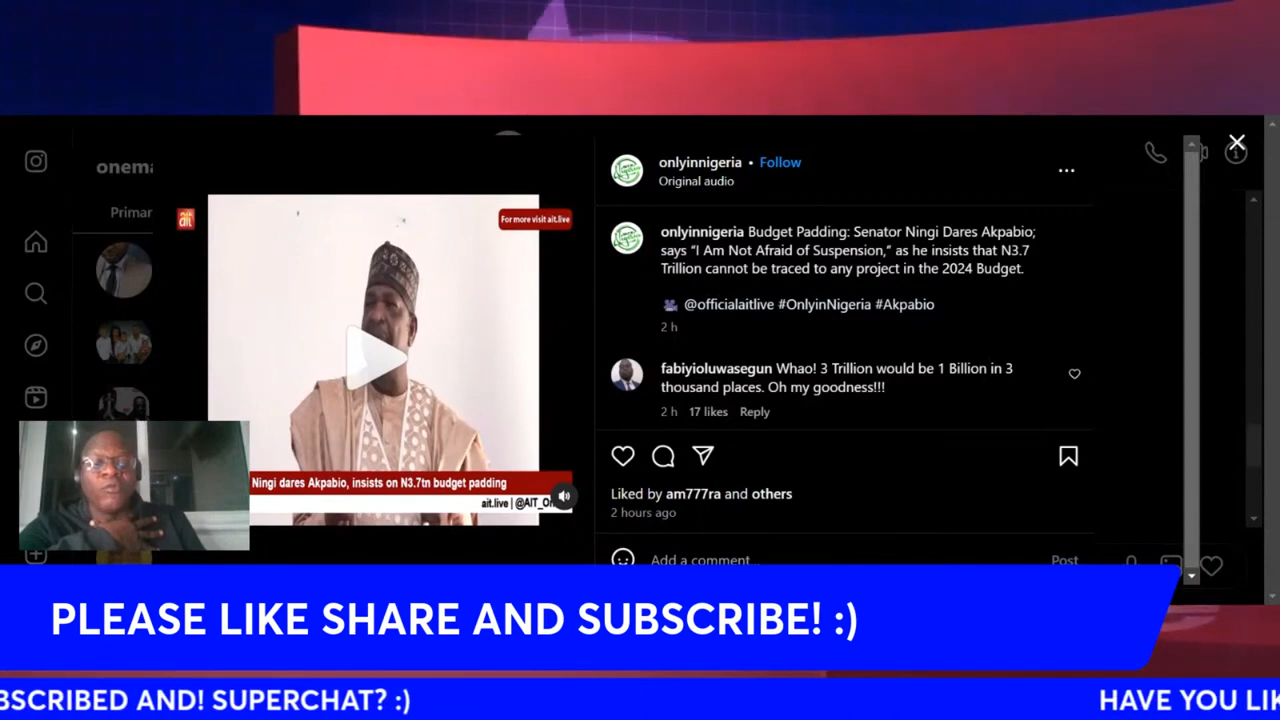 onema
Primar
ait
For more visit ait.live
Ningi dares Akpabio, insists on N3.7tn budget padding
ait.live | @AIT_On
onlyinnigeria • Follow
Original audio
onlyinnigeria Budget Padding: Senator Ningi Dares Akpabio;
says “I Am Not Afraid of Suspension,” as he insists that N3.7
Trillion cannot be traced to any project in the 2024 Budget.
@officialaitlive #OnlyinNigeria #Akpabio
2 h
fabiyioluwasegun Whao! 3 Trillion would be 1 Billion in 3
thousand places. Oh my goodness!!!
2 h 17 likes Reply
Liked by am777ra and others
2 hours ago
Add a comment...
Post
PLEASE LIKE SHARE AND SUBSCRIBE! :)
BSCRIBED AND! SUPERCHAT? :)
HAVE YOU LIK